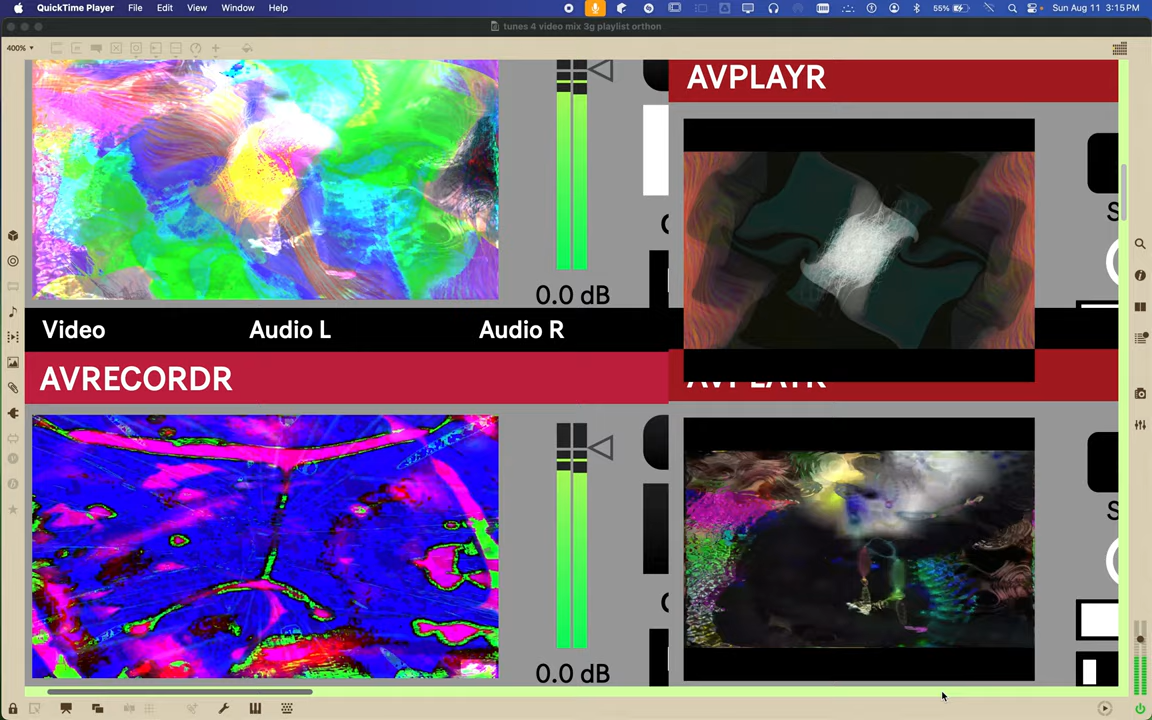 QuickTime Player File Edit View Window Help
55% Sun Aug 11 3:15 PM
tunes 4 video mix 3g playlist orthon
400%
AVPLAYR
S
0.0 dB
Video Audio L Audio R
AVRECORDR
AVPLAYR
S
0.0 dB